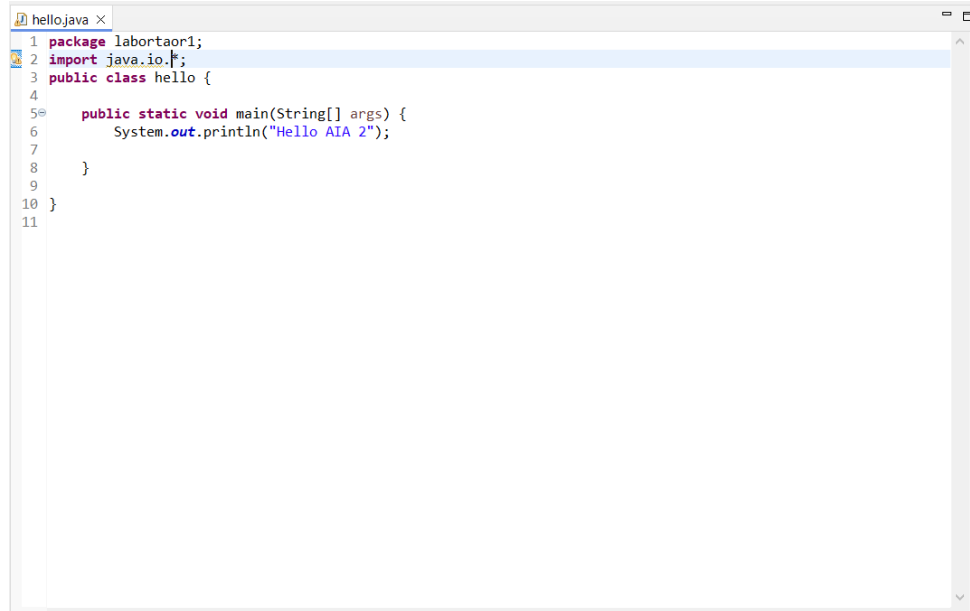 hello.java
1 package labortaor1;
2 import java.io.*;
3 public class hello {
4
5 public static void main(String[] args) {
6 System.out.println("Hello AIA 2");
7
8 }
9
10 }
11